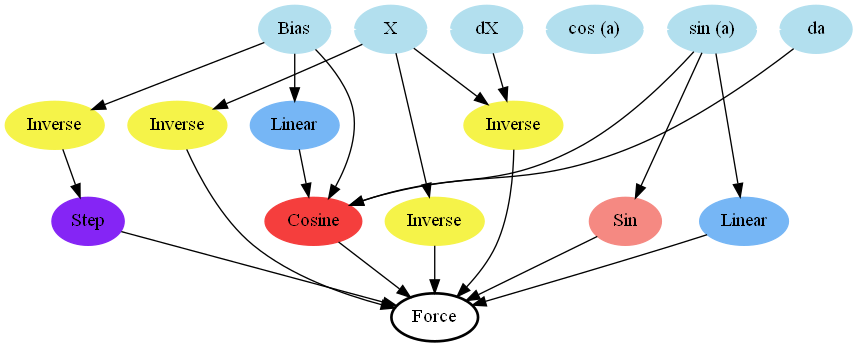 Bias
X
dX
cos (a)
sin (a)
da
Inverse
Inverse
Linear
Inverse
Step
Cosine
Inverse
Sin
Linear
Force